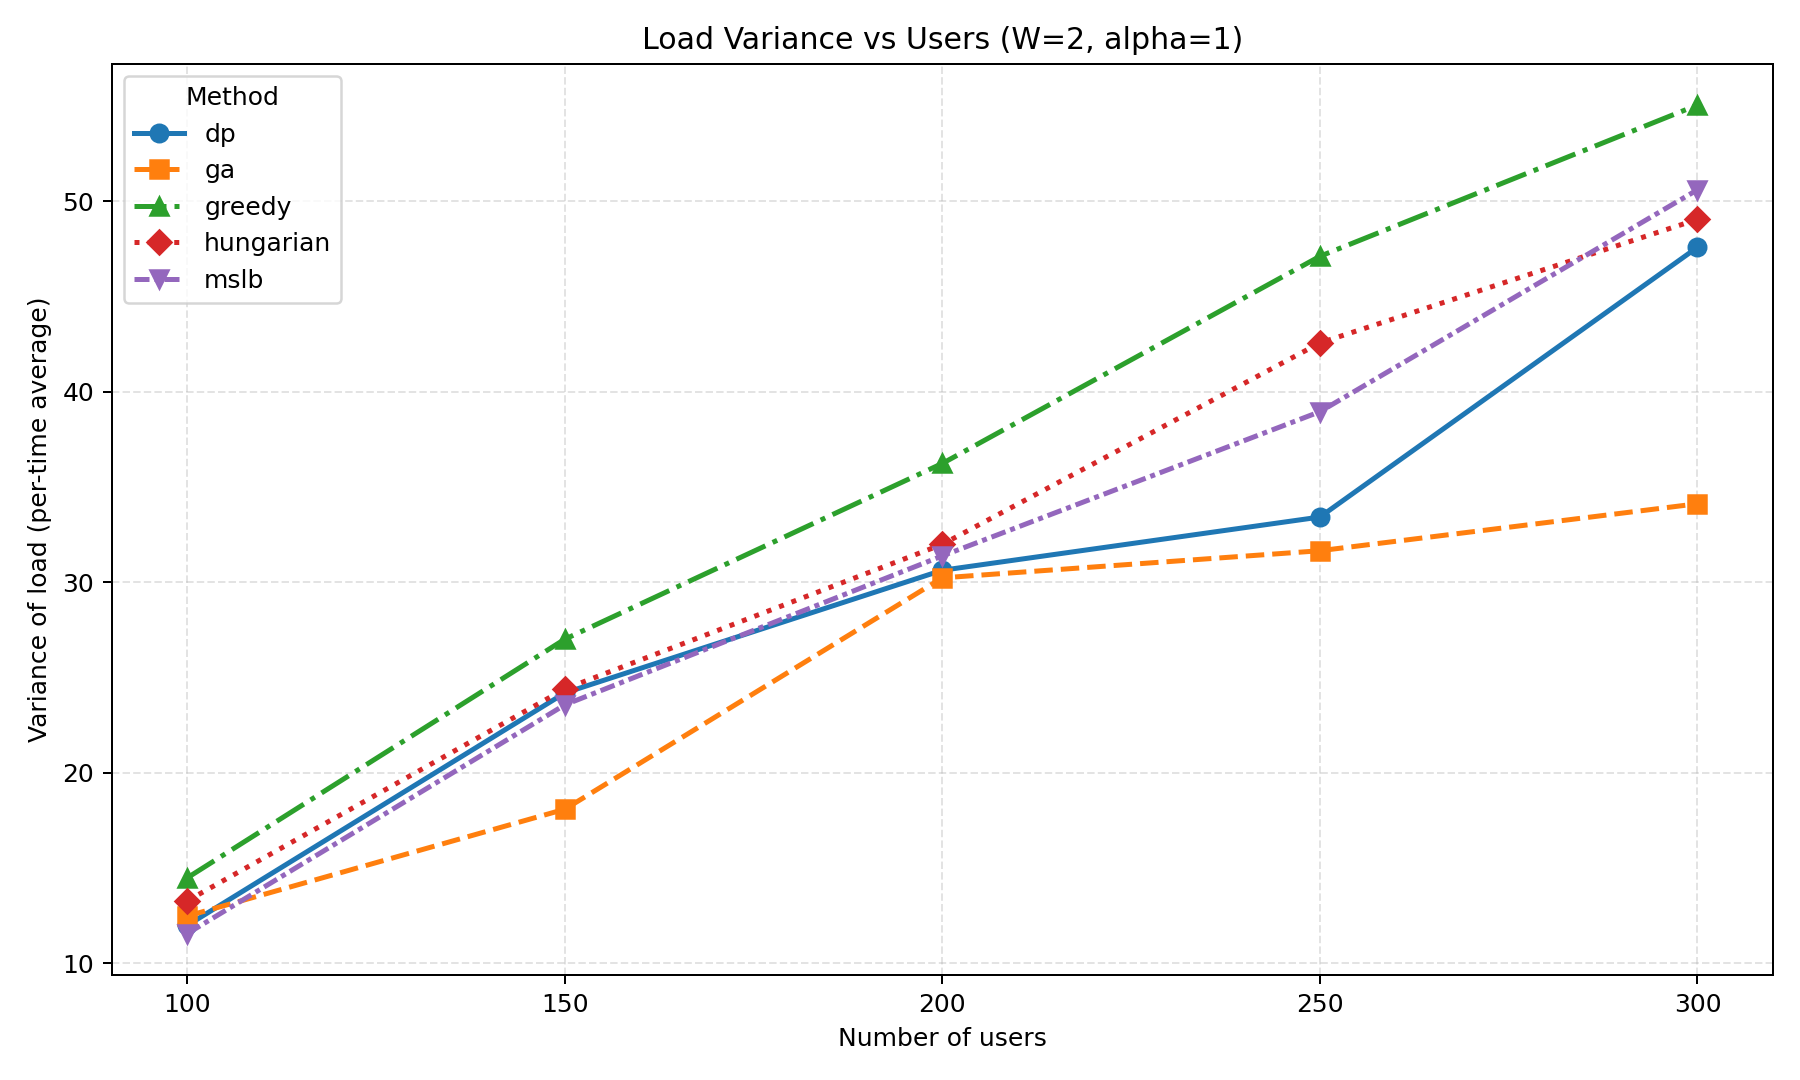 Load Variance vs Users (W=2, alpha=1)
Method
dp
ga
greedy
hungarian
mslb
Variance of load (per-time average)
50
40
30
20
10
100 150 200 250 300
Number of users